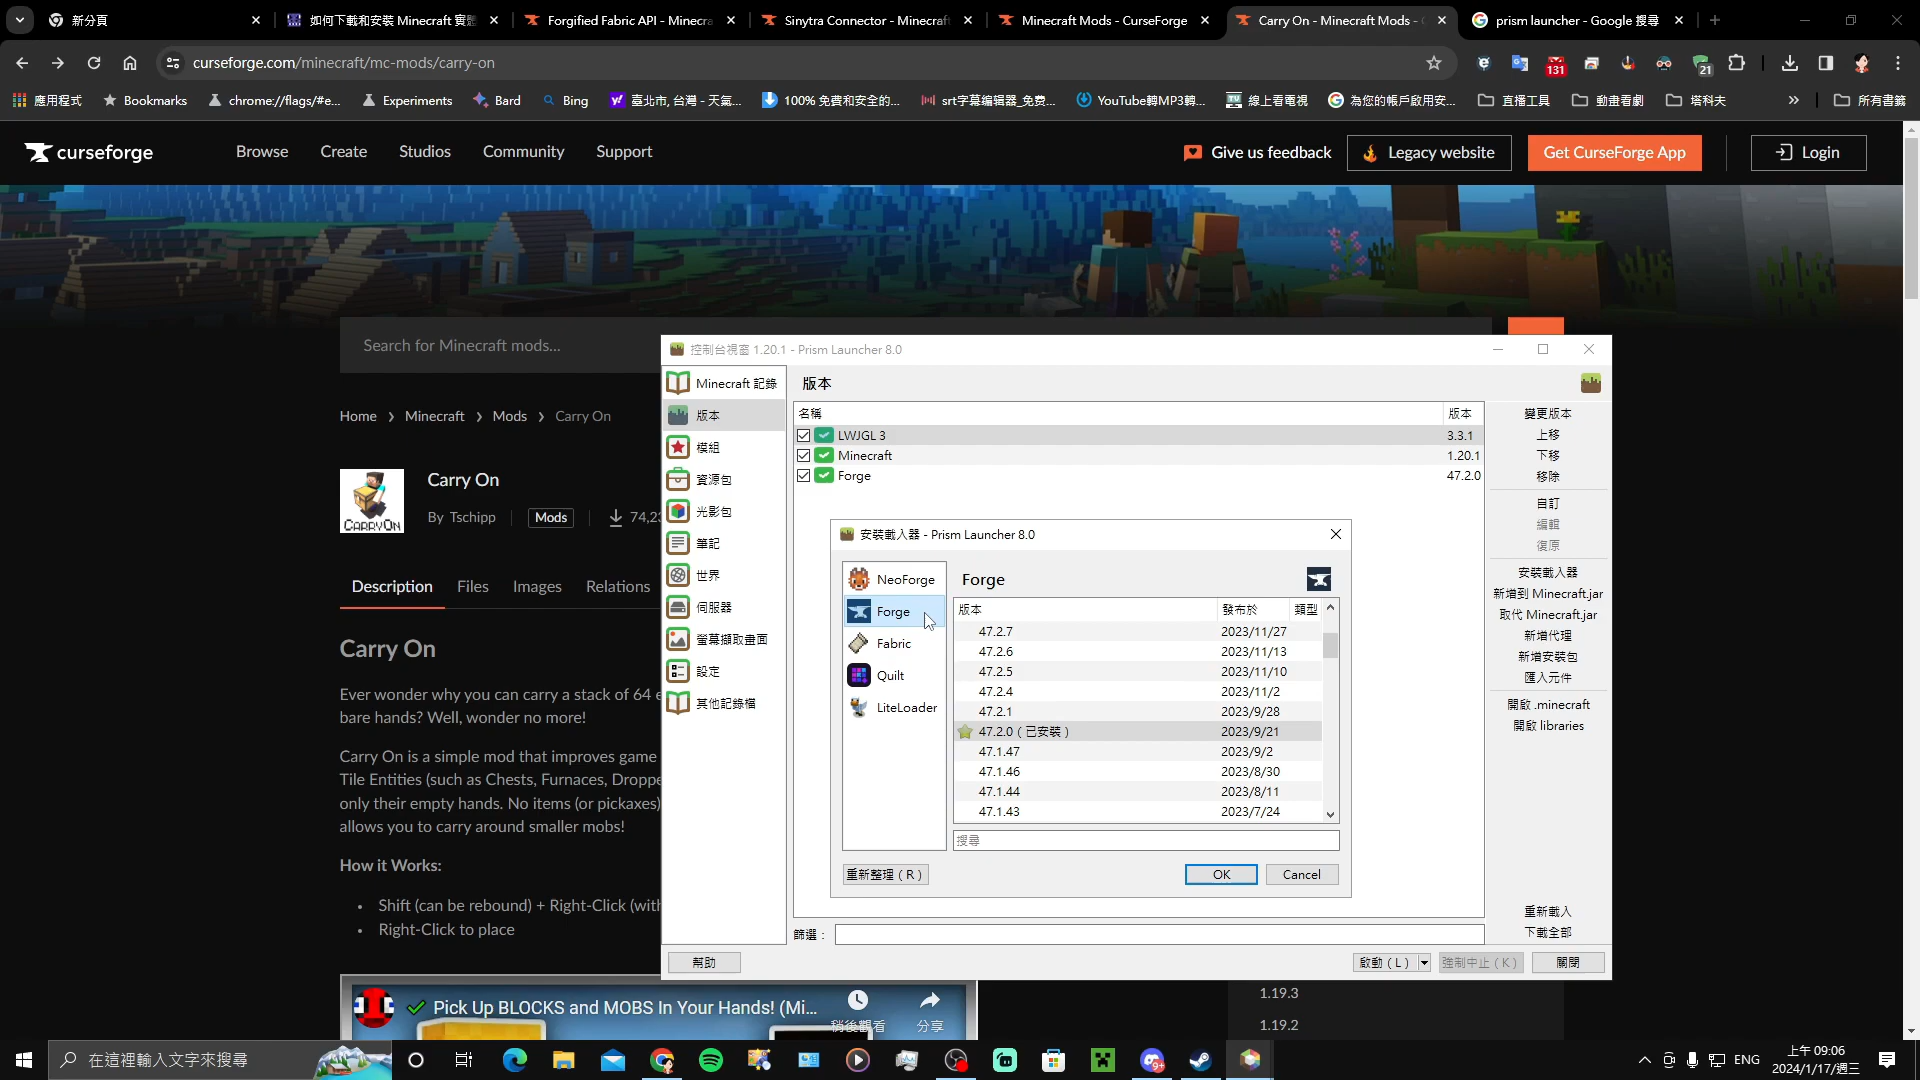 新分頁
如何下載和安裝 Minecraft 實體
Forgified Fabric API - Minecra
Sinytra Connector - Minecraft
Minecraft Mods - CurseForge
Carry On - Minecraft Mods - C
prism launcher - Google 搜尋
curseforge.com/minecraft/mc-mods/carry-on
131
21
應用程式
Bookmarks
chrome://flags/#e...
Experiments
Bard
Bing
臺北市, 台灣 - 天氣...
100% 免費和安全的...
srt字幕编辑器_免费...
YouTube轉MP3轉...
線上看電視
為您的帳戶啟用安...
直播工具
動畫看劇
塔科夫
»
所有書籤
curseforge
Browse
Create
Studios
Community
Support
Give us feedback
Legacy website
Get CurseForge App
Login
Search for Minecraft mods...
Home > Minecraft > Mods > Carry On
CARRYON
Carry On
By Tschipp
Mods
74,23
Description
Files
Images
Relations
Carry On
Ever wonder why you can carry a stack of 64 e
bare hands? Well, wonder no more!
Carry On is a simple mod that improves game
Tile Entities (such as Chests, Furnaces, Droppe
only their empty hands. No items (or pickaxes)
allows you to carry around smaller mobs!
How it Works:
• Shift (can be rebound) + Right-Click (with
• Right-Click to place
Pick Up BLOCKS and MOBS In Your Hands! (Mi...
稍後觀看
分享
1.19.3
1.19.2
控制台視窗 1.20.1 - Prism Launcher 8.0
Minecraft 記錄
版本
模組
資源包
光影包
筆記
世界
伺服器
螢幕擷取畫面
設定
其他記錄檔
版本
名稱 版本
LWJGL 3 3.3.1
Minecraft 1.20.1
Forge 47.2.0
變更版本
上移
下移
移除
自訂
編輯
復原
安裝載入器
新增到 Minecraft.jar
取代 Minecraft.jar
新增代理
新增安裝包
匯入元件
開啟 .minecraft
開啟 libraries
重新載入
下載全部
安裝載入器 - Prism Launcher 8.0
NeoForge
Forge
Fabric
Quilt
LiteLoader
Forge
版本 發布於 類型
47.2.7 2023/11/27
47.2.6 2023/11/13
47.2.5 2023/11/10
47.2.4 2023/11/2
47.2.1 2023/9/28
47.2.0（已安裝） 2023/9/21
47.1.47 2023/9/2
47.1.46 2023/8/30
47.1.44 2023/8/11
47.1.43 2023/7/24
搜尋
重新整理（R）
OK
Cancel
篩選：
幫助
啟動（L）
強制中止（K）
關閉
在這裡輸入文字來搜尋
ENG
上午 09:06
2024/1/17/週三